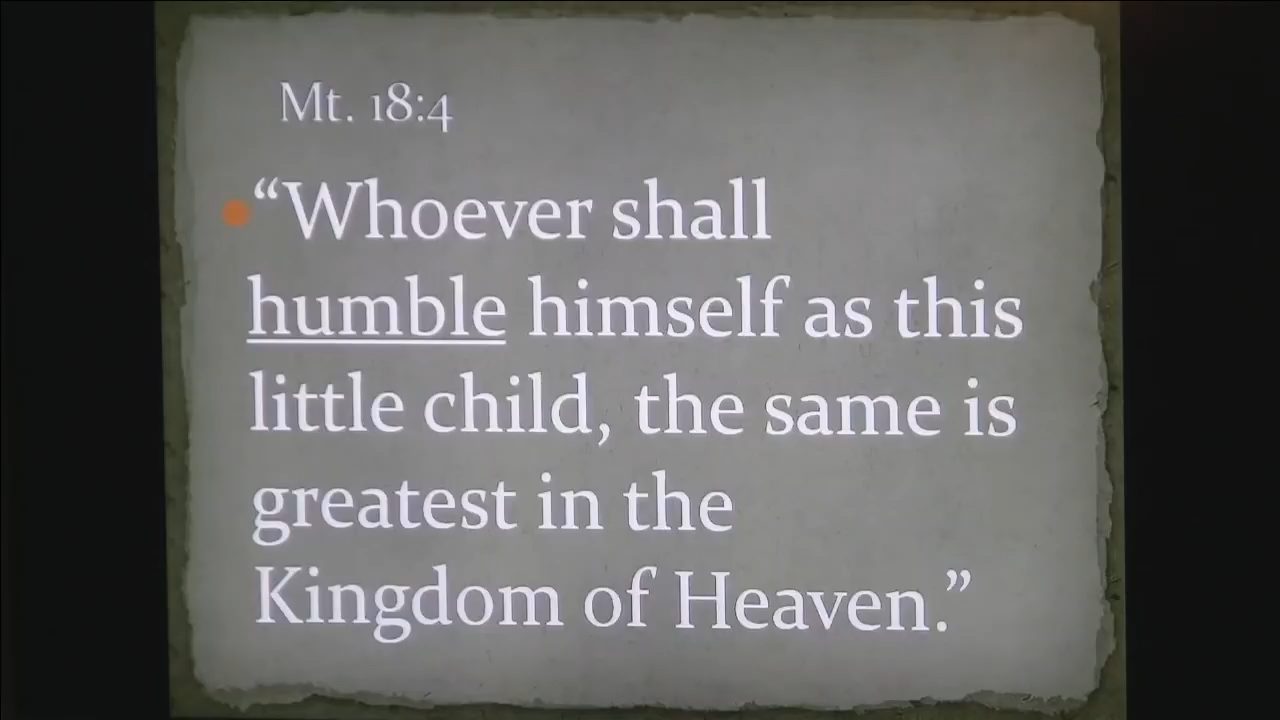 Mt. 18:4
“Whoever shall
humble himself as this
little child, the same is
greatest in the
Kingdom of Heaven.”